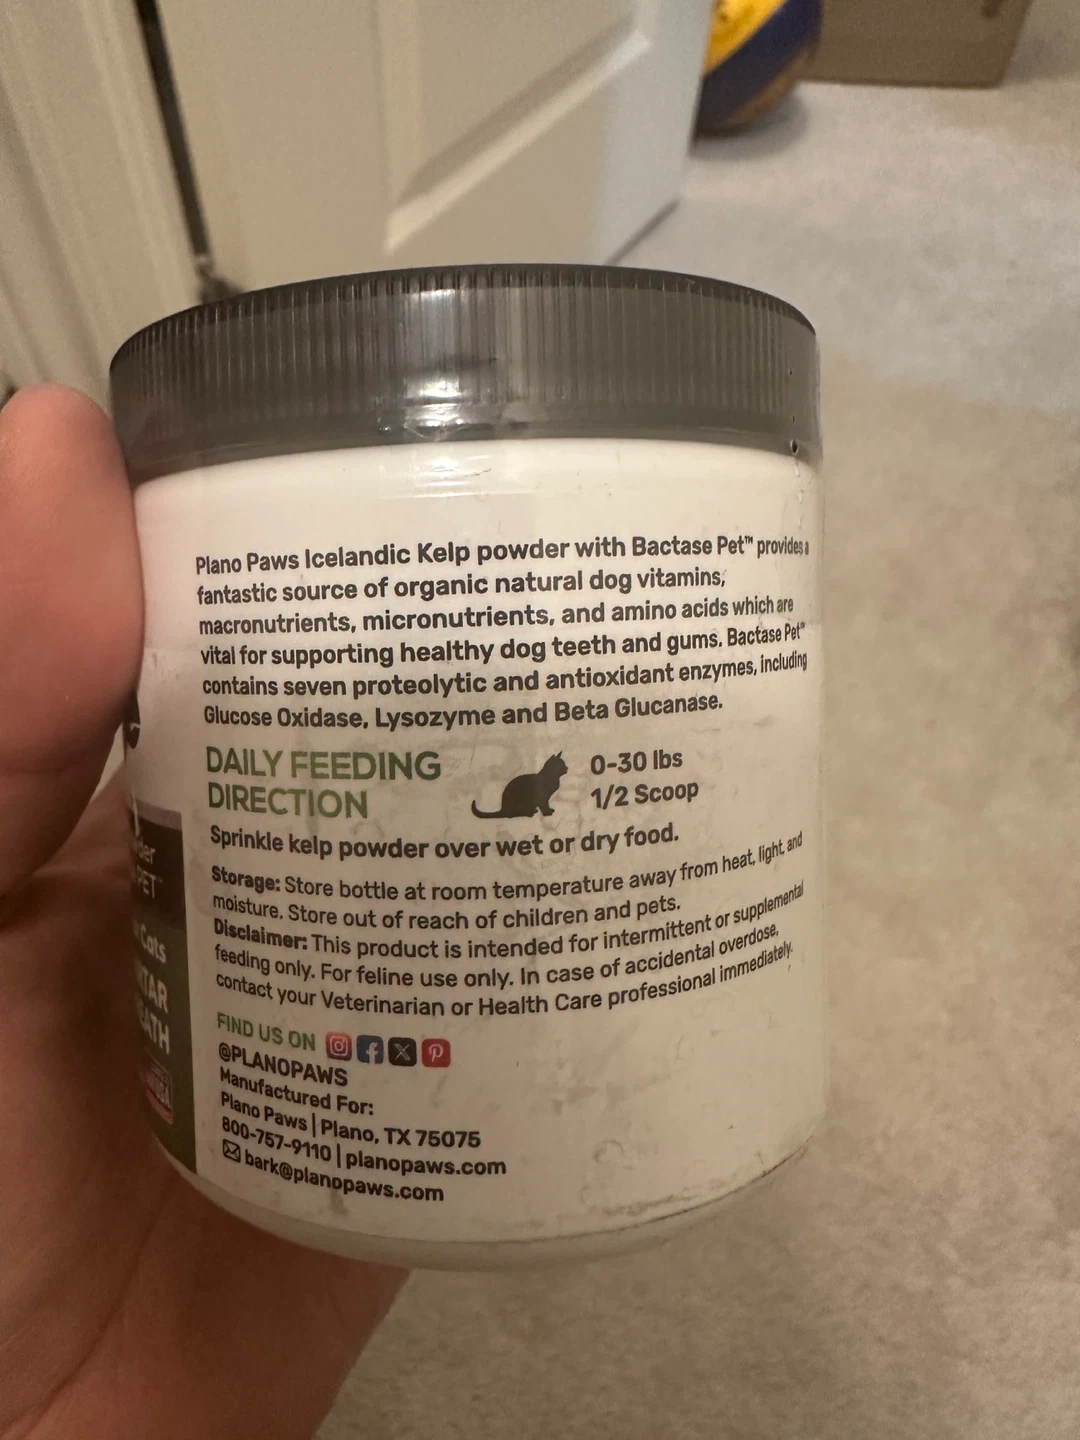 Plano Paws Icelandic Kelp powder with Bactase Pet™ provides a
fantastic source of organic natural dog vitamins,
macronutrients, micronutrients, and amino acids which are
vital for supporting healthy dog teeth and gums. Bactase Pet™
contains seven proteolytic and antioxidant enzymes, including
Glucose Oxidase, Lysozyme and Beta Glucanase.
DAILY FEEDING
DIRECTION
0-30 lbs
1/2 Scoop
Sprinkle kelp powder over wet or dry food.
Storage: Store bottle at room temperature away from heat, light, and
moisture. Store out of reach of children and pets.
Disclaimer: This product is intended for intermittent or supplemental
feeding only. For feline use only. In case of accidental overdose,
contact your Veterinarian or Health Care professional immediately.
FIND US ON
@PLANOPAWS
Manufactured For:
Plano Paws | Plano, TX 75075
800-757-9110 | planopaws.com
bark@planopaws.com
Cats